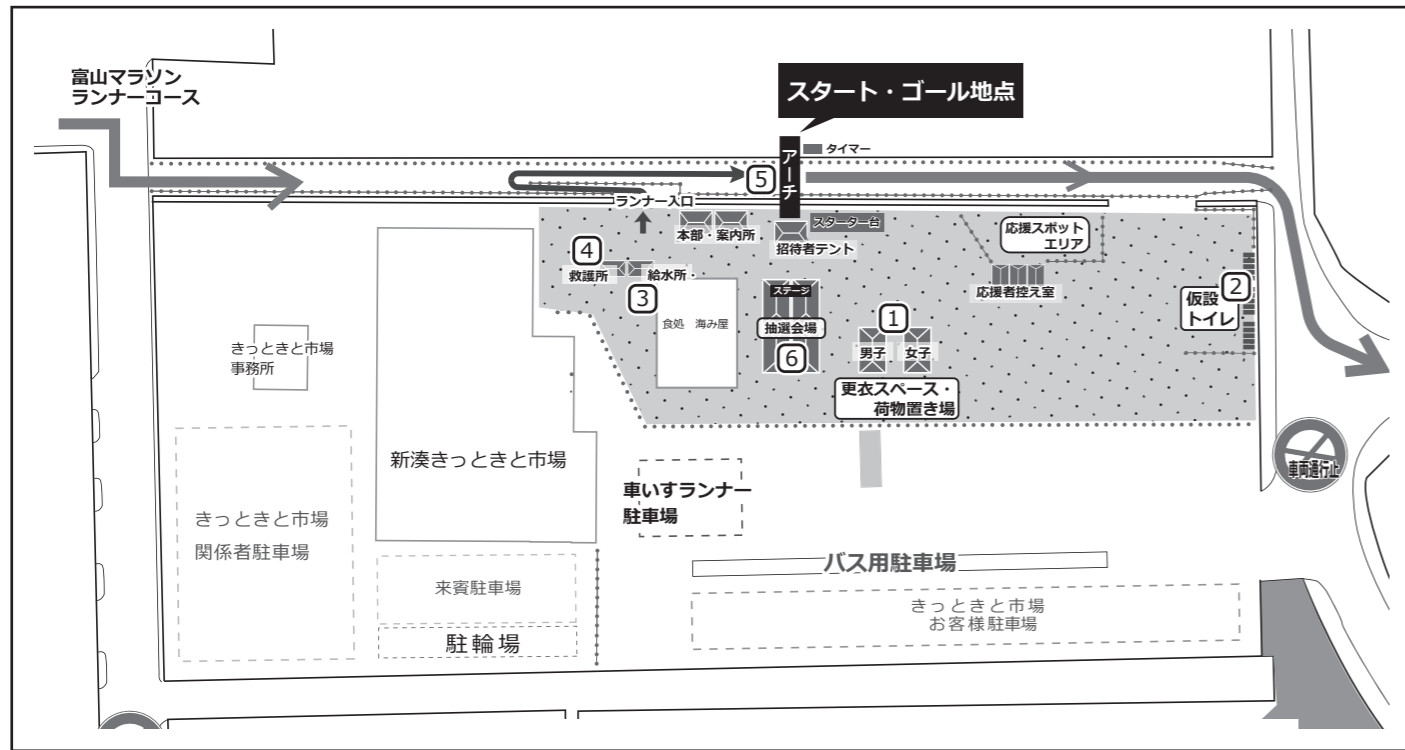 富山マラソン
ランナーコース
スタート・ゴール地点
アーチ
タイマー
5
ランナー入口
本部・案内所
スターター台
招待者テント
応援スポット
エリア
4
救護所
給水所
3
食処 海み屋
ステージ
抽選会場
6
1
男子
女子
更衣スペース・
荷物置き場
応援者控え室
2
仮設
トイレ
きっときと市場
事務所
新湊きっときと市場
車いすランナー
駐車場
車両通行止
きっときと市場
関係者駐車場
来賓駐車場
駐輪場
バス用駐車場
きっときと市場
お客様駐車場